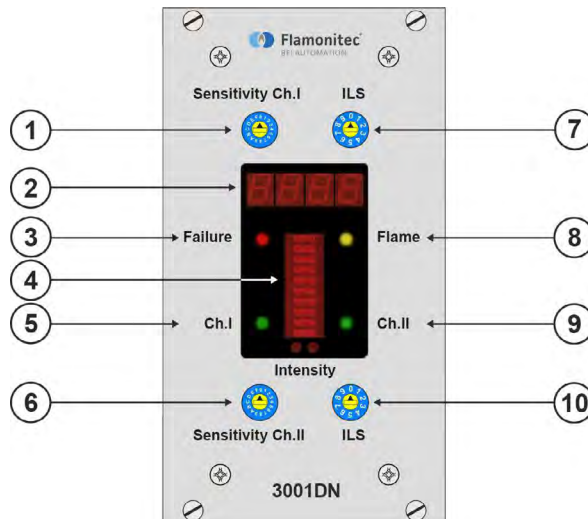 Flamonitec
BFI AUTOMATION
Sensitivity Ch.I ILS
1 7
2
3 Failure Flame 8
4
5 Ch.I Ch.II 9
Intensity
6 10
Sensitivity Ch.II ILS
3001DN